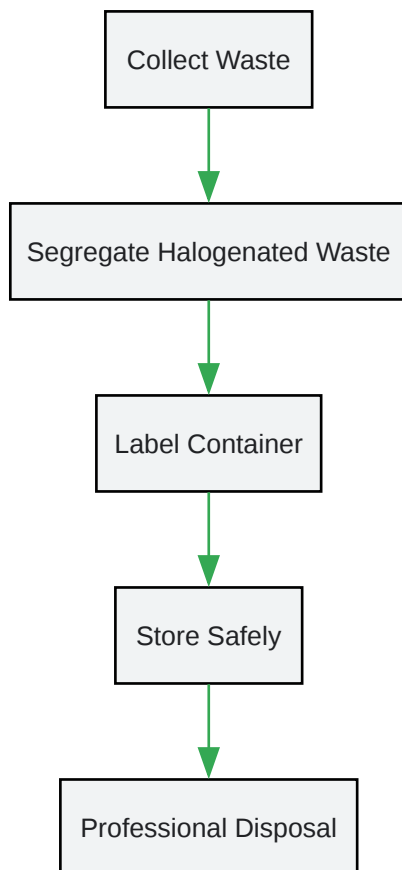 Collect Waste
Segregate Halogenated Waste
Label Container
Store Safely
Professional Disposal